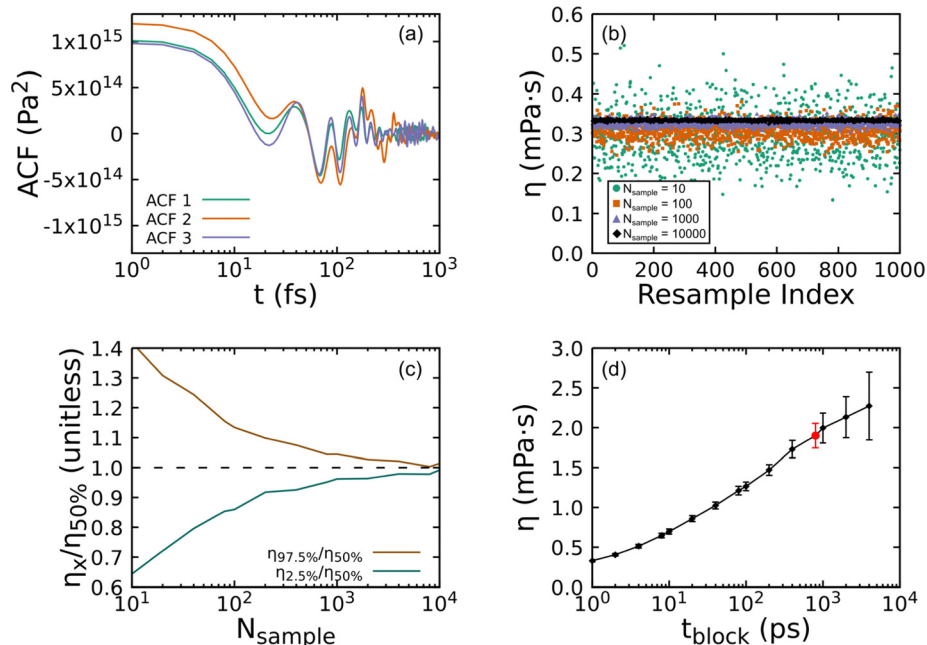 ACF (Pa²)
1x10¹⁵
5x10¹⁴
0
-5x10¹⁴
-1x10¹⁵
(a)
ACF 1
ACF 2
ACF 3
10⁰ 10¹ 10² 10³
t (fs)
η (mPa·s)
0.6
0.5
0.4
0.3
0.2
0.1
0
(b)
N_sample = 10
N_sample = 100
N_sample = 1000
N_sample = 10000
0 200 400 600 800 1000
Resample Index
η_x/η_50% (unitless)
1.4
1.3
1.2
1.1
1.0
0.9
0.8
0.7
0.6
(c)
η_97.5%/η_50%
η_2.5%/η_50%
10¹ 10² 10³ 10⁴
N_sample
η (mPa·s)
3.0
2.5
2.0
1.5
1.0
0.5
0.0
(d)
10⁰ 10¹ 10² 10³ 10⁴
t_block (ps)